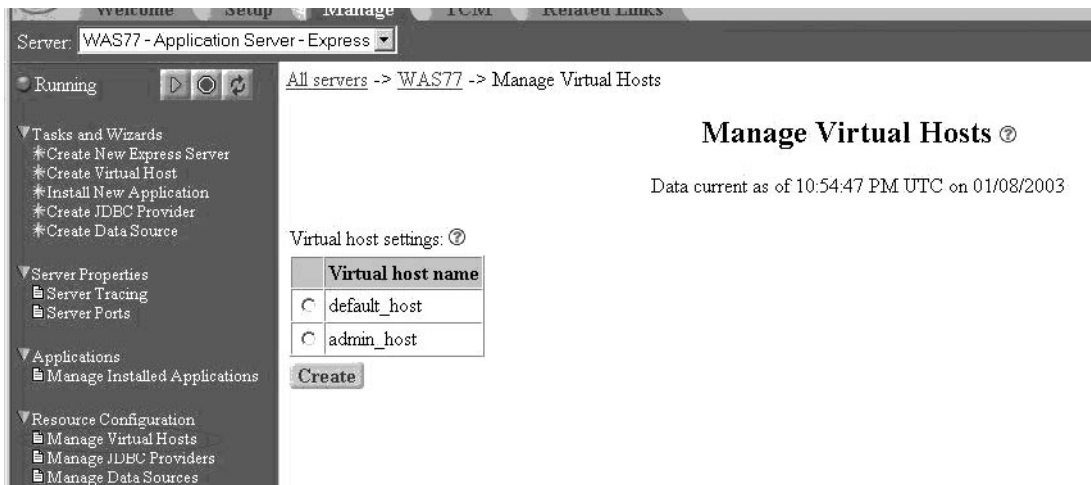 Welcome Setup Manage TCM Related Links
Server: WAS77 - Application Server - Express
Running
All servers -> WAS77 -> Manage Virtual Hosts
Tasks and Wizards
Create New Express Server
Create Virtual Host
Install New Application
Create JDBC Provider
Create Data Source
Server Properties
Server Tracing
Server Ports
Applications
Manage Installed Applications
Resource Configuration
Manage Virtual Hosts
Manage JDBC Providers
Manage Data Sources
Manage Virtual Hosts ?
Data current as of 10:54:47 PM UTC on 01/08/2003
Virtual host settings: ?
Virtual host name
default_host
admin_host
Create